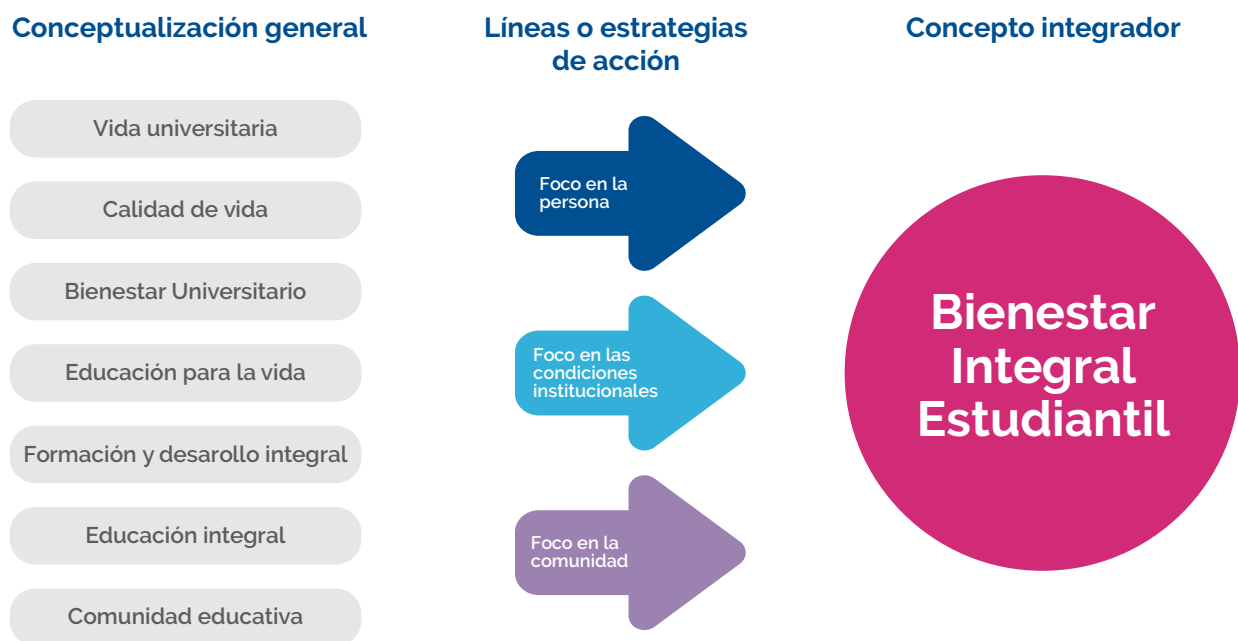 Conceptualización general
Líneas o estrategias
de acción
Concepto integrador
Vida universitaria
Calidad de vida
Bienestar Universitario
Educación para la vida
Formación y desarollo integral
Educación integral
Comunidad educativa
Foco en la
persona
Foco en las
condiciones
institucionales
Foco en la
comunidad
Bienestar
Integral
Estudiantil